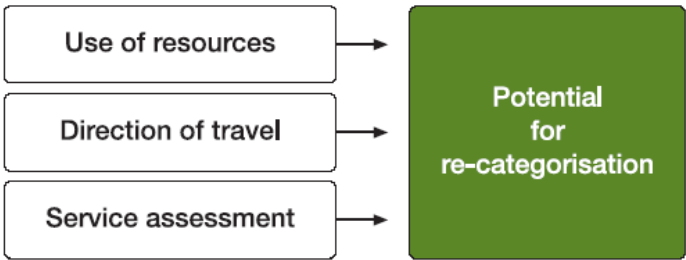 Use of resources
Direction of travel
Service assessment
Potential
for
re-categorisation